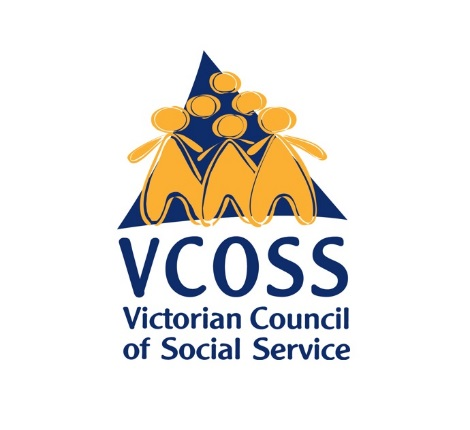 VCOSS
Victorian Council
of Social Service